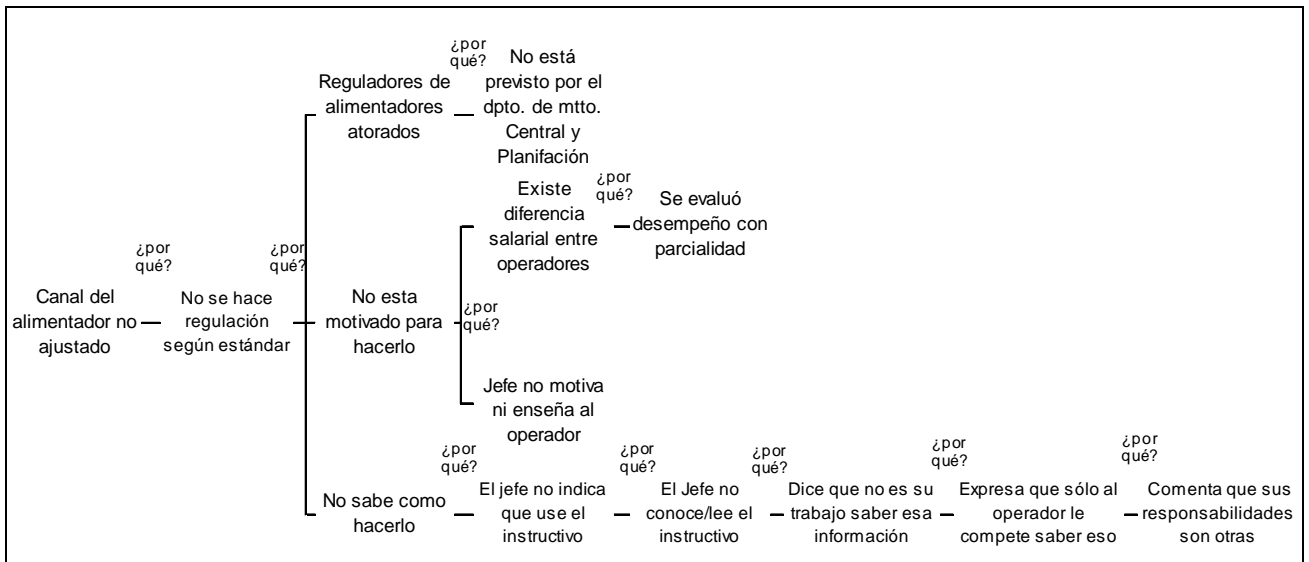 ¿por
qué?
No está
previsto por el
dpto. de mtto.
Central y
Planifación
Reguladores de
alimentadores
atorados
Existe
diferencia
salarial entre
operadores
¿por
qué?
Se evaluó
desempeño con
parcialidad
¿por
qué?
¿por
qué?
Canal del
alimentador no
ajustado
No se hace
regulación
según estándar
No esta
motivado para
hacerlo
¿por
qué?
Jefe no motiva
ni enseña al
operador
¿por
qué?
¿por
qué?
¿por
qué?
¿por
qué?
¿por
qué?
No sabe como
hacerlo
El jefe no indica
que use el
instructivo
El Jefe no
conoce/lee el
instructivo
Dice que no es su
trabajo saber esa
información
Expresa que sólo al
operador le
compete saber eso
Comenta que sus
responsabilidades
son otras